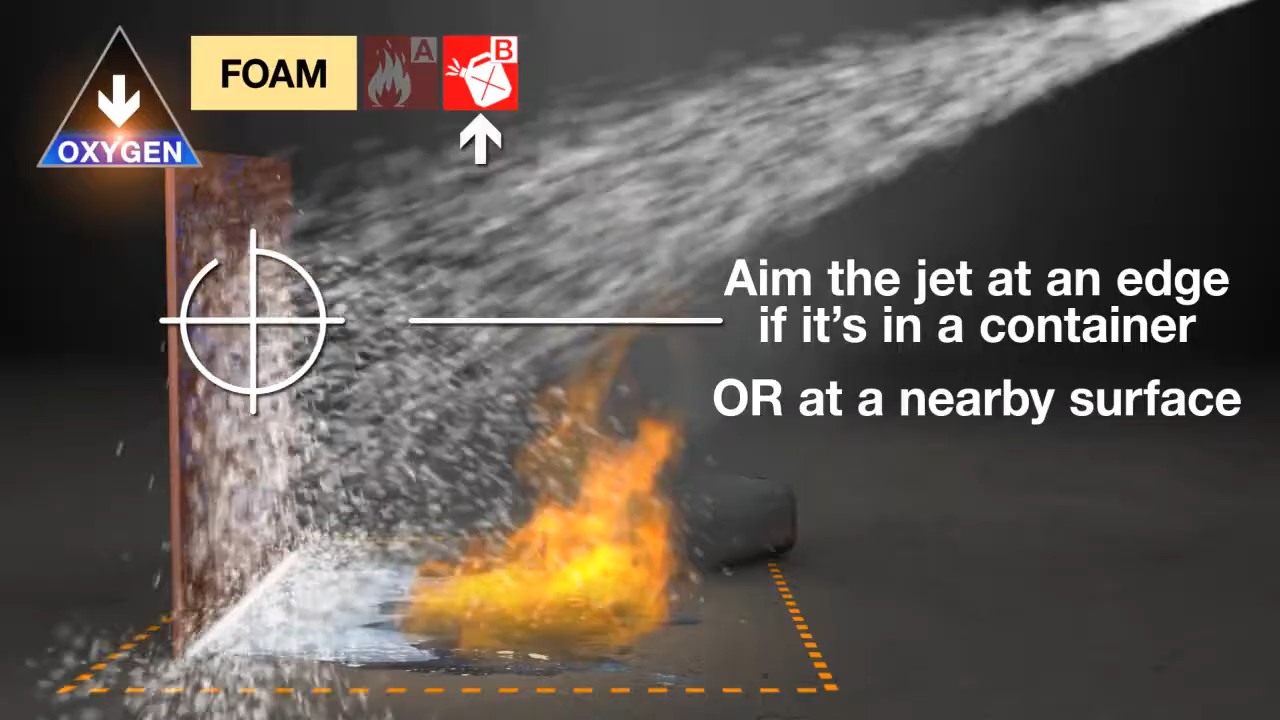 FOAM
A
B
OXYGEN
Aim the jet at an edge
if it's in a container
OR at a nearby surface